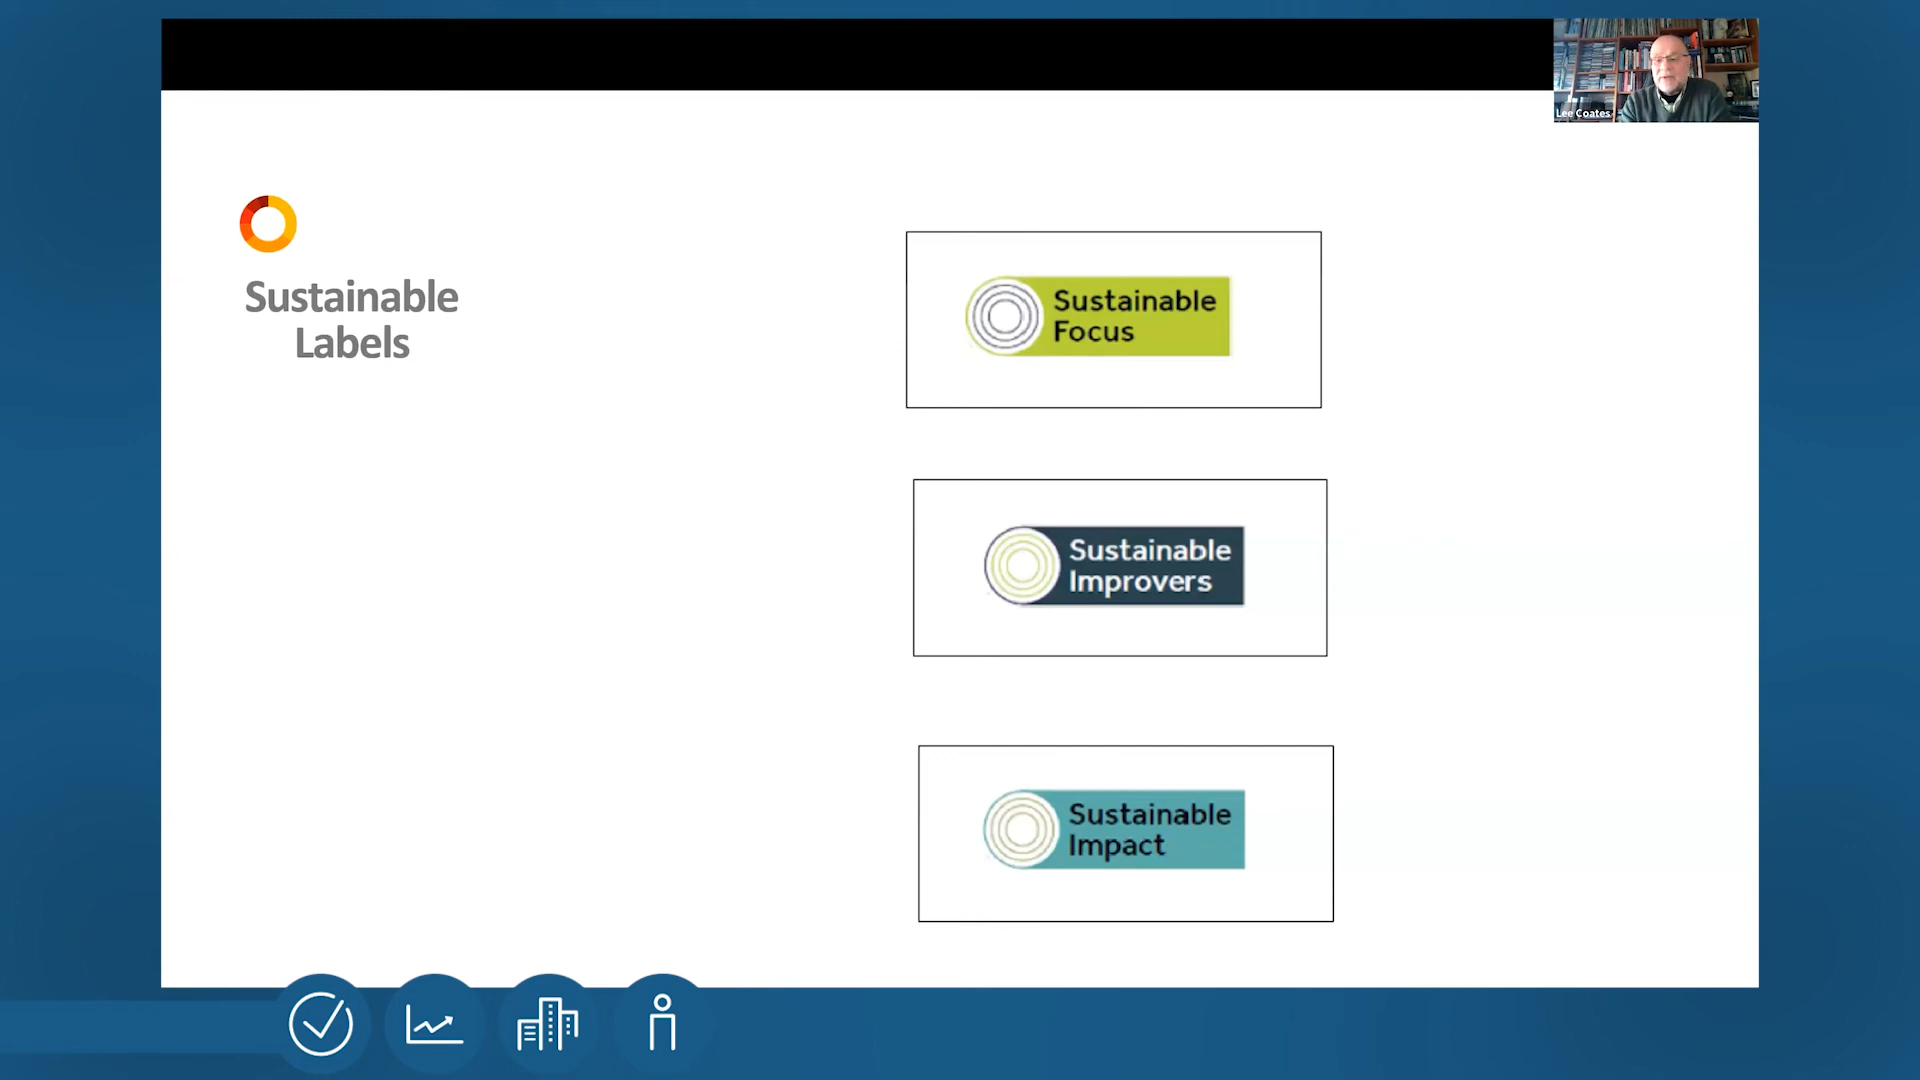 Lee Coates
Sustainable
Labels
Sustainable
Focus
Sustainable
Improvers
Sustainable
Impact